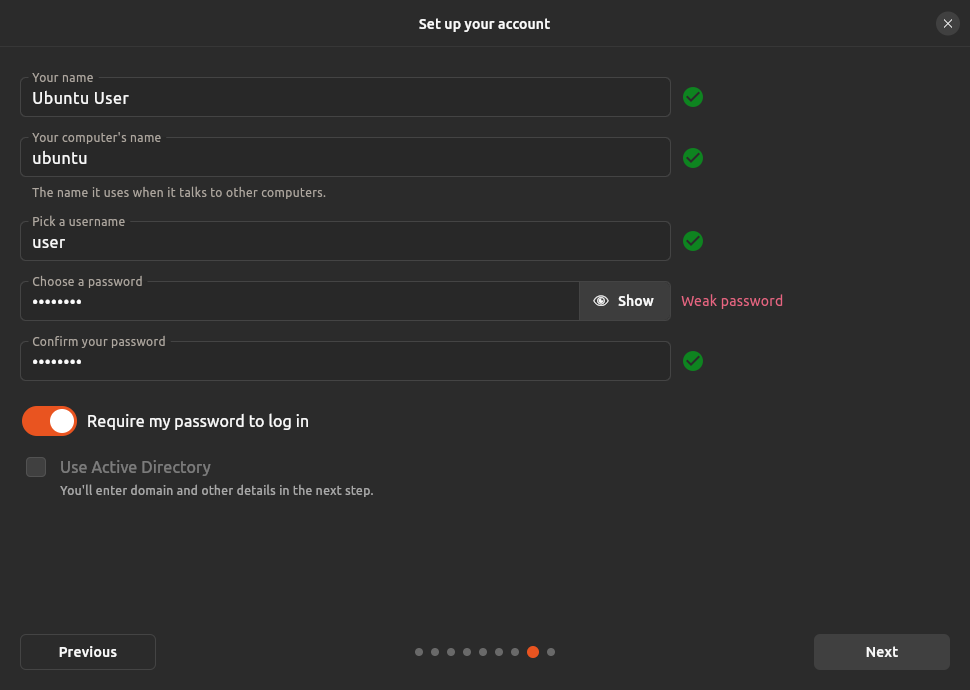 Set up your account
Your name
Ubuntu User
Your computer's name
ubuntu
The name it uses when it talks to other computers.
Pick a username
user
Choose a password
••••••••
Show
Weak password
Confirm your password
••••••••
Require my password to log in
Use Active Directory
You'll enter domain and other details in the next step.
Previous
Next